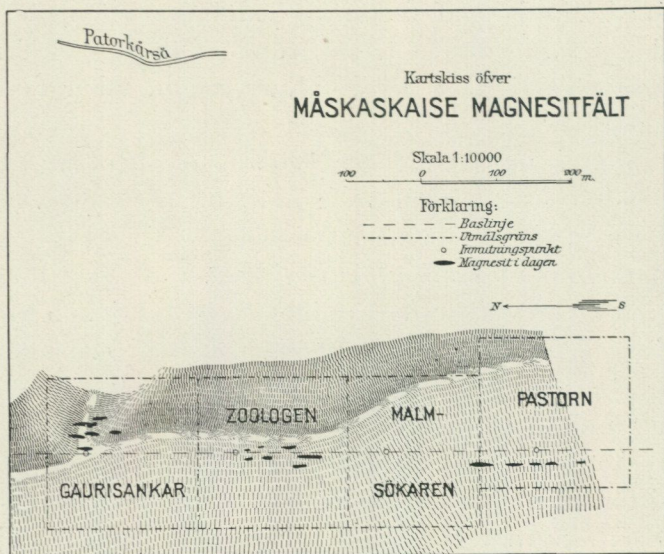 Patorkårså
Kartskiss öfver
MÅSKASKAISE MAGNESITFÄLT
Skala 1:10000
100 0 100 200 m.
Förklaring:
Baslinje
Utmålsgräns
Inmutningspunkt
Magnesit i dagen
N S
ZOOLOGEN
MALM-
PASTORN
GAURISANKAR
SÖKAREN